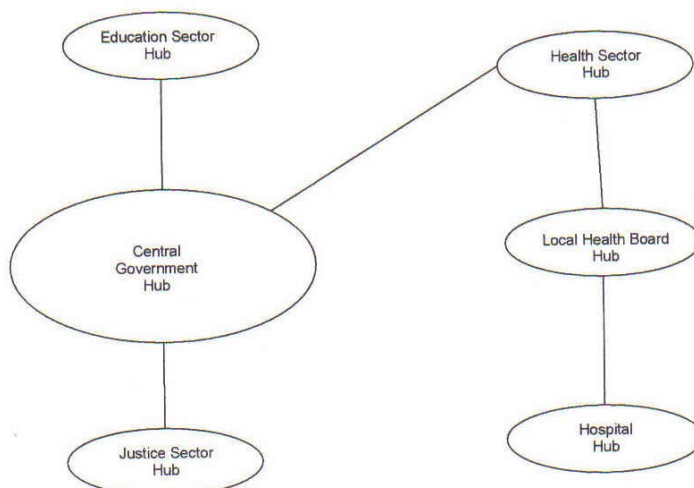 Education Sector
Hub
Health Sector
Hub
Central
Government
Hub
Local Health Board
Hub
Justice Sector
Hub
Hospital
Hub